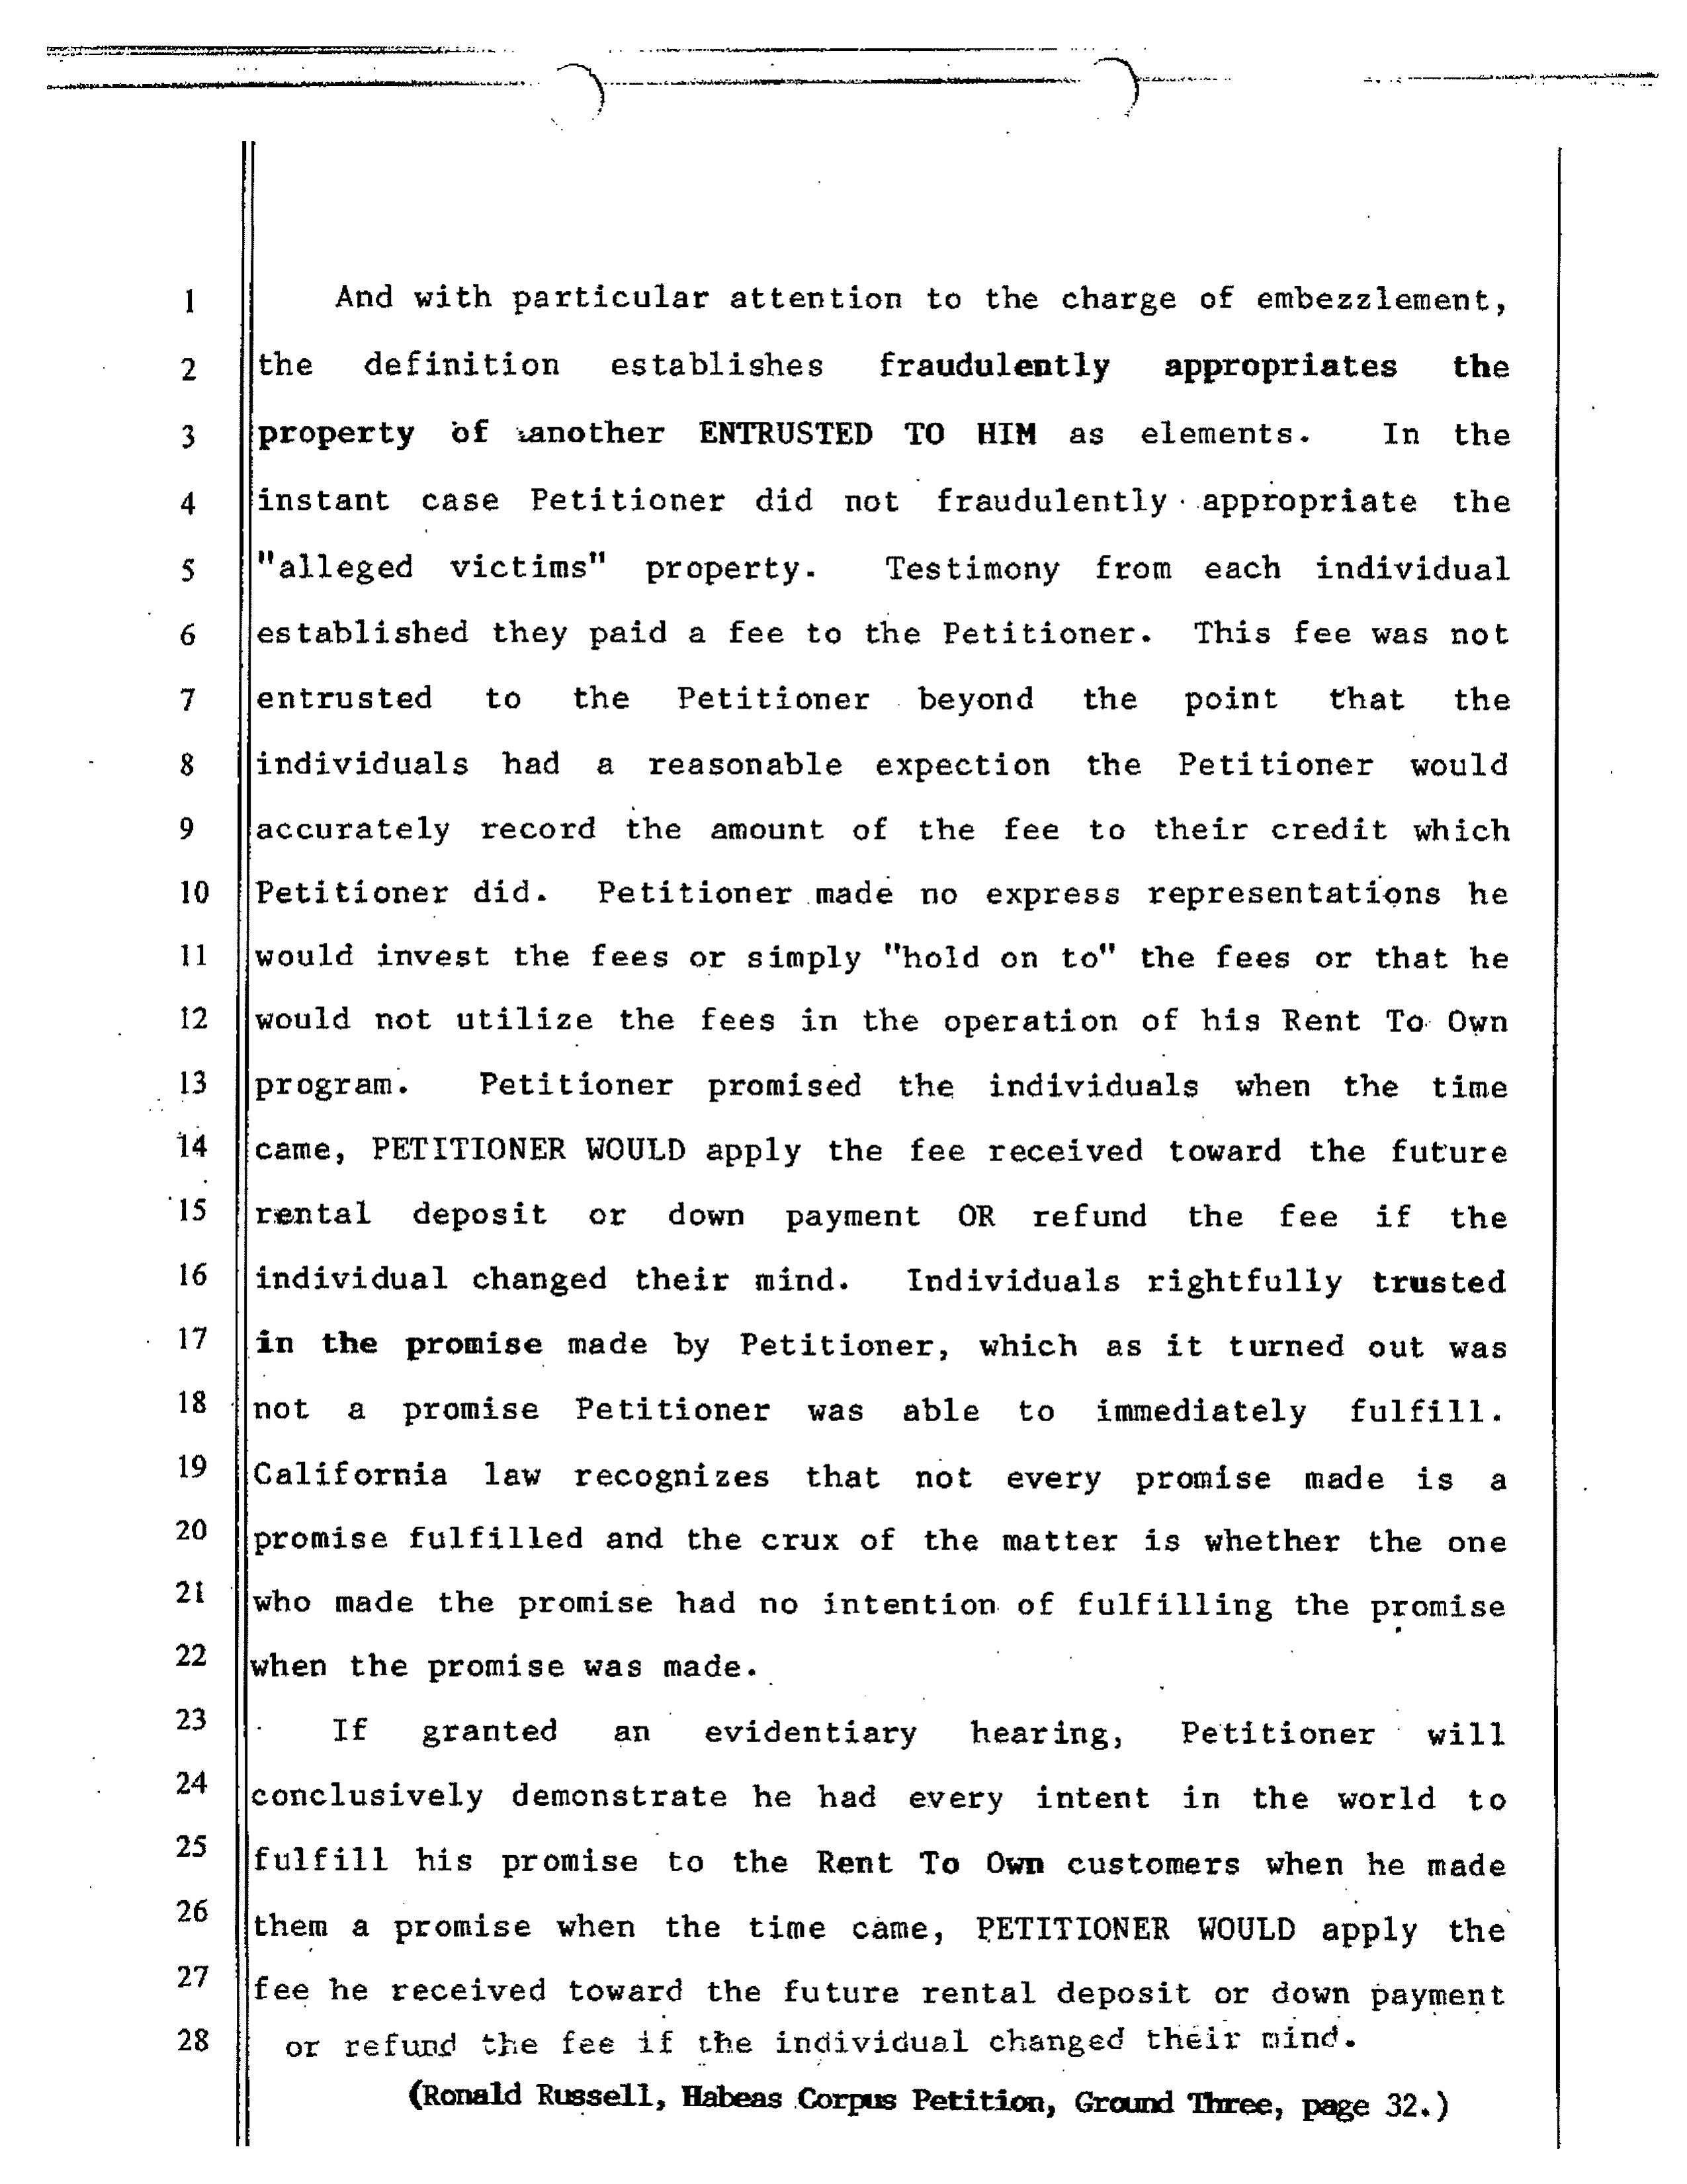 1 And with particular attention to the charge of embezzlement,
2 the definition establishes fraudulently appropriates the
3 property of another ENTRUSTED TO HIM as elements. In the
4 instant case Petitioner did not fraudulently appropriate the
5 "alleged victims" property. Testimony from each individual
6 established they paid a fee to the Petitioner. This fee was not
7 entrusted to the Petitioner beyond the point that the
8 individuals had a reasonable expection the Petitioner would
9 accurately record the amount of the fee to their credit which
10 Petitioner did. Petitioner made no express representations he
11 would invest the fees or simply "hold on to" the fees or that he
12 would not utilize the fees in the operation of his Rent To Own
13 program. Petitioner promised the individuals when the time
14 came, PETITIONER WOULD apply the fee received toward the future
15 rental deposit or down payment OR refund the fee if the
16 individual changed their mind. Individuals rightfully trusted
17 in the promise made by Petitioner, which as it turned out was
18 not a promise Petitioner was able to immediately fulfill.
19 California law recognizes that not every promise made is a
20 promise fulfilled and the crux of the matter is whether the one
21 who made the promise had no intention of fulfilling the promise
22 when the promise was made.
23 If granted an evidentiary hearing, Petitioner will
24 conclusively demonstrate he had every intent in the world to
25 fulfill his promise to the Rent To Own customers when he made
26 them a promise when the time came, PETITIONER WOULD apply the
27 fee he received toward the future rental deposit or down payment
28 or refund the fee if the individual changed their mind.
(Ronald Russell, Habeas Corpus Petition, Ground Three, page 32.)